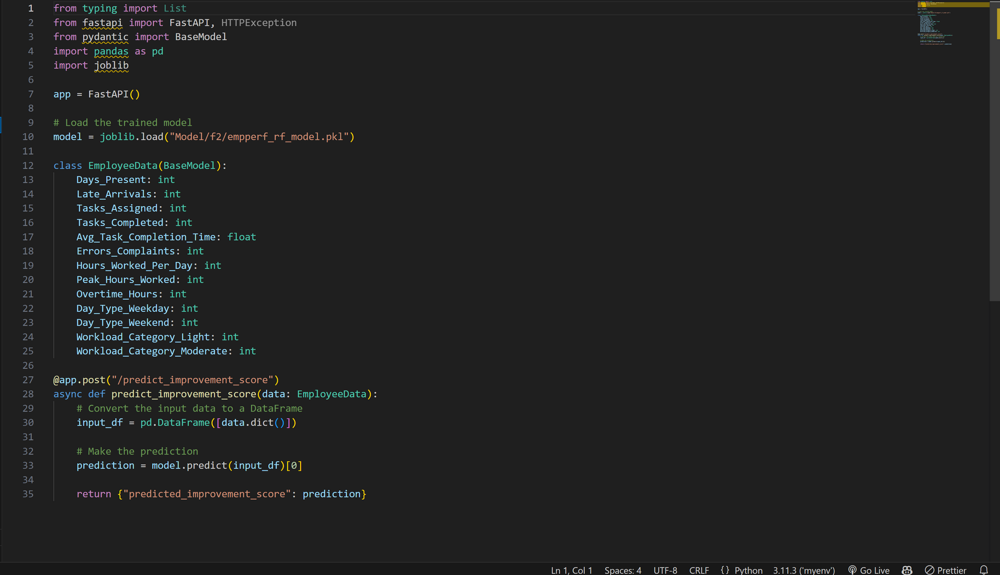 1 from typing import List
2 from fastapi import FastAPI, HTTPException
3 from pydantic import BaseModel
4 import pandas as pd
5 import joblib
6
7 app = FastAPI()
8
9 # Load the trained model
10 model = joblib.load("Model/f2/empperf_rf_model.pkl")
11
12 class EmployeeData(BaseModel):
13     Days_Present: int
14     Late_Arrivals: int
15     Tasks_Assigned: int
16     Tasks_Completed: int
17     Avg_Task_Completion_Time: float
18     Errors_Complaints: int
19     Hours_Worked_Per_Day: int
20     Peak_Hours_Worked: int
21     Overtime_Hours: int
22     Day_Type_Weekday: int
23     Day_Type_Weekend: int
24     Workload_Category_Light: int
25     Workload_Category_Moderate: int
26
27 @app.post("/predict_improvement_score")
28 async def predict_improvement_score(data: EmployeeData):
29     # Convert the input data to a DataFrame
30     input_df = pd.DataFrame([data.dict()])
31
32     # Make the prediction
33     prediction = model.predict(input_df)[0]
34
35     return {"predicted_improvement_score": prediction}
Ln 1, Col 1 Spaces: 4 UTF-8 CRLF {} Python 3.11.3 ('myenv') Go Live Prettier